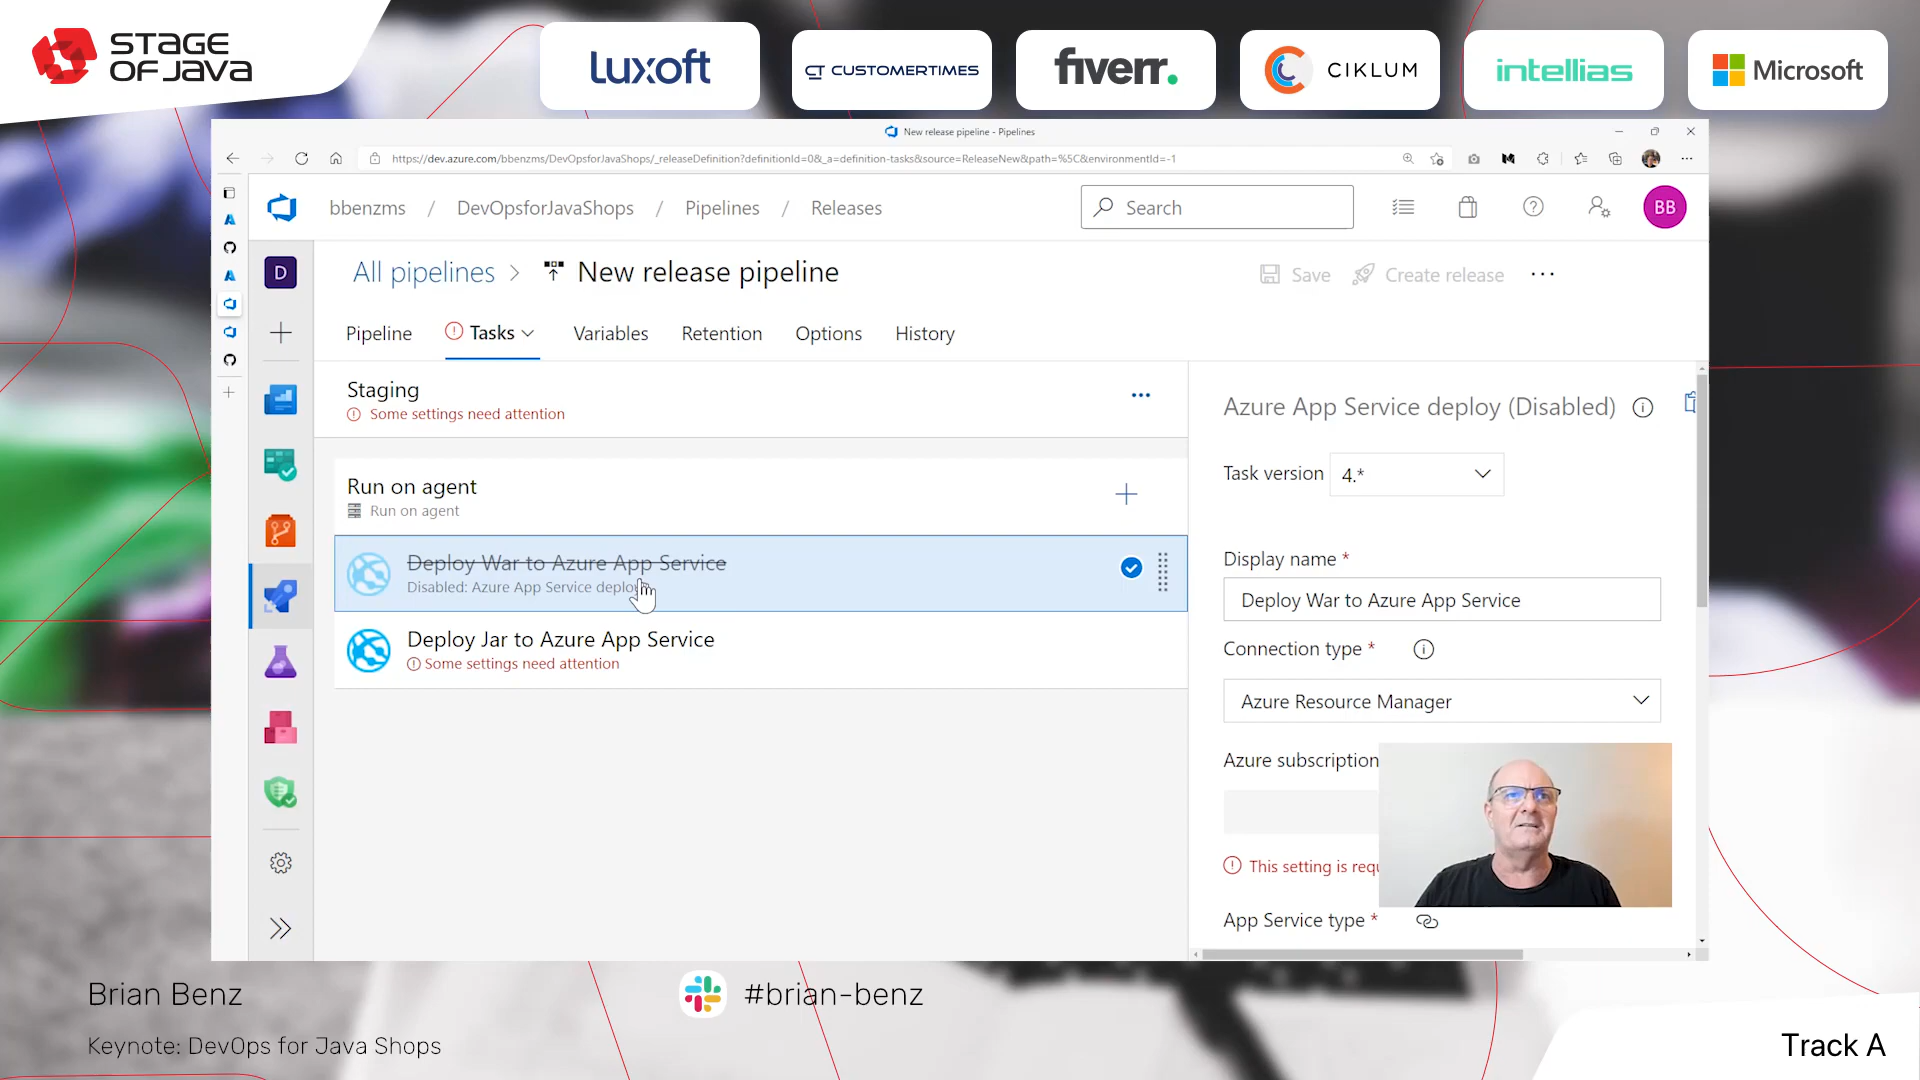 STAGE
OF JAVA
luxoft
CT CUSTOMERTIMES
fiverr.
CIKLUM
intellias
Microsoft
New release pipeline - Pipelines
https://dev.azure.com/bbenzms/DevOpsforJavaShops/_releaseDefinition?definitionId=0&_a=definition-tasks&source=ReleaseNew&path=%5C&environmentId=-1
bbenzms / DevOpsforJavaShops / Pipelines / Releases
Search
BB
D
All pipelines > New release pipeline
Save
Create release
Pipeline
Tasks
Variables
Retention
Options
History
Staging
Some settings need attention
Run on agent
Run on agent
Deploy War to Azure App Service
Disabled: Azure App Service deploy
Deploy Jar to Azure App Service
Some settings need attention
Azure App Service deploy (Disabled)
Task version 4.*
Display name *
Deploy War to Azure App Service
Connection type *
Azure Resource Manager
Azure subscription
This setting is requ
App Service type *
Brian Benz
#brian-benz
Keynote: DevOps for Java Shops
Track A